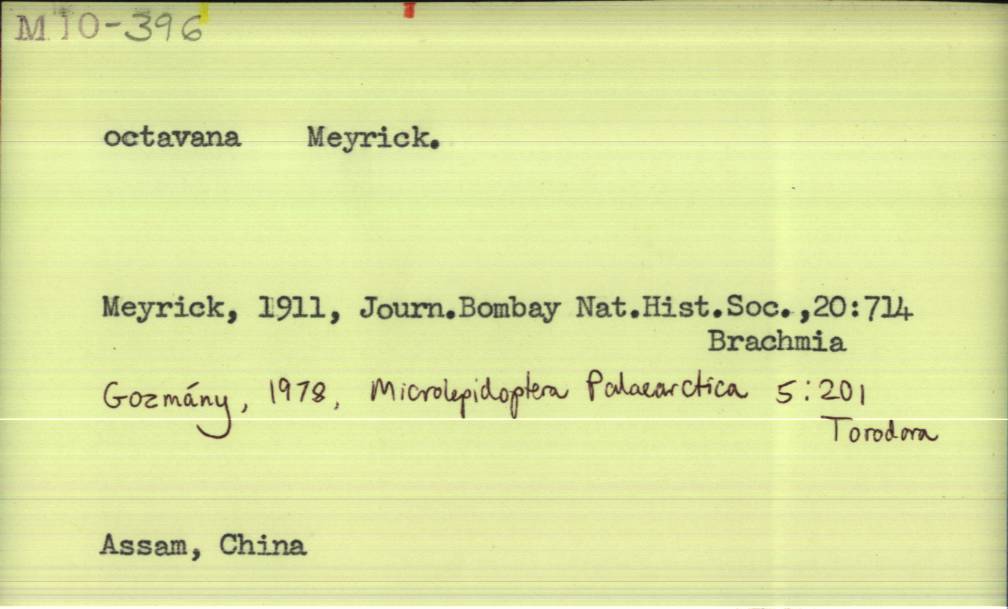 M10-396
octavana Meyrick.
Meyrick, 1911, Journ.Bombay Nat.Hist.Soc.,20:714
Brachmia
Gozmány, 1978, Microlepidoptera Palaearctica 5:201
Torodora
Assam, China